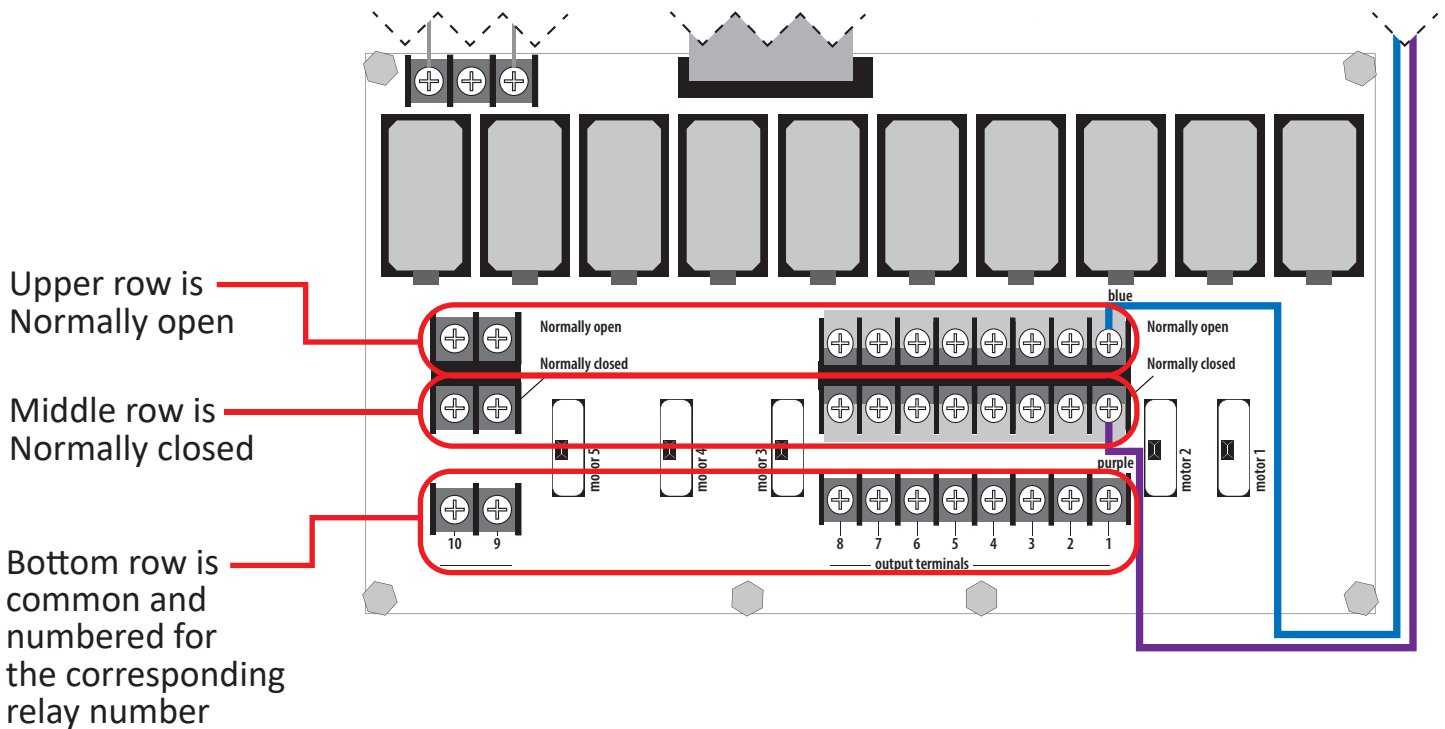 blue
Upper row is
Normally open
Normally open
Normally open
Normally closed
Normally closed
Middle row is
Normally closed
motor 5
motor 4
motor 3
motor 2
motor 1
purple
10 9
8 7 6 5 4 3 2 1
output terminals
Bottom row is
common and
numbered for
the corresponding
relay number